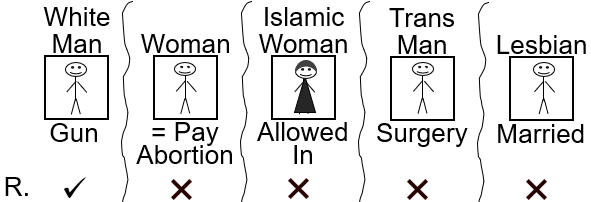 White Man
Gun
Woman
= Pay
Abortion
Islamic
Woman
Allowed
In
Trans
Man
Surgery
Lesbian
Married
R. ✓ ✕ ✕ ✕ ✕